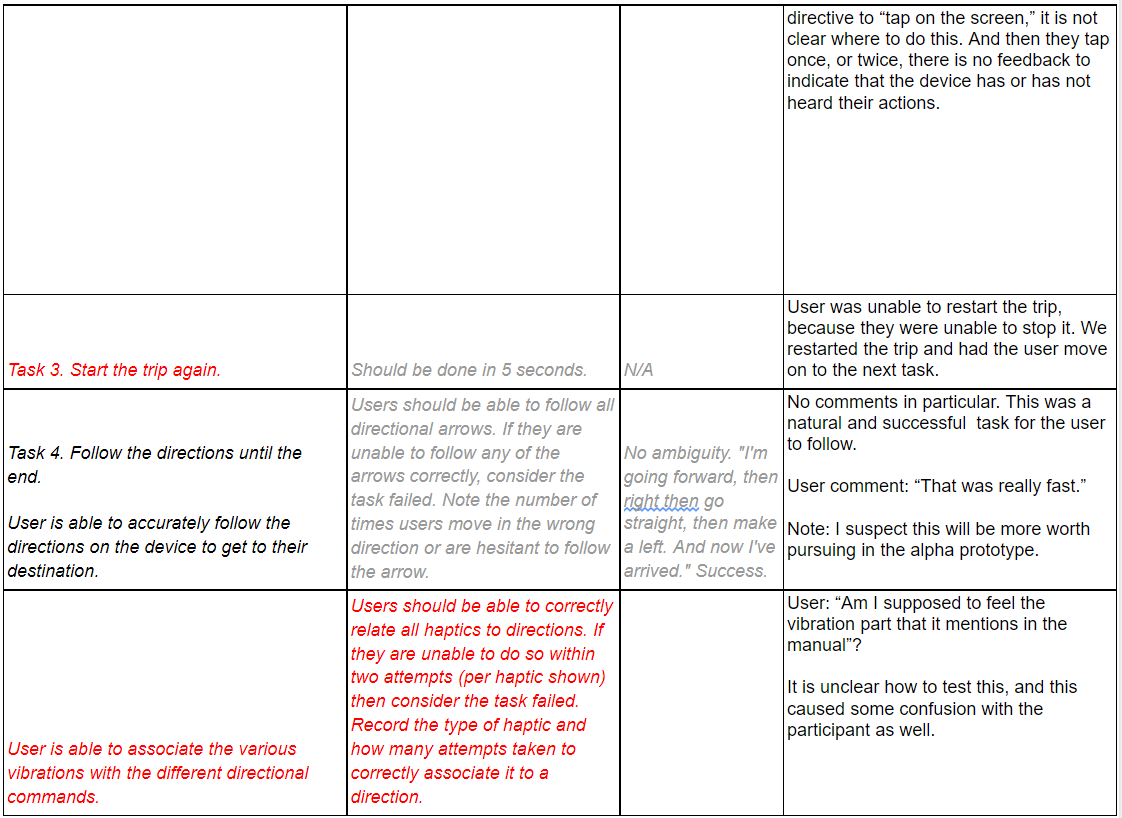 directive to “tap on the screen,” it is not
clear where to do this. And then they tap
once, or twice, there is no feedback to
indicate that the device has or has not
heard their actions.
Task 3. Start the trip again.
Should be done in 5 seconds.
N/A
User was unable to restart the trip,
because they were unable to stop it. We
restarted the trip and had the user move
on to the next task.
Task 4. Follow the directions until the
end.
User is able to accurately follow the
directions on the device to get to their
destination.
Users should be able to follow all
directional arrows. If they are
unable to follow any of the
arrows correctly, consider the
task failed. Note the number of
times users move in the wrong
direction or are hesitant to follow
the arrow.
No ambiguity. "I'm
going forward, then
right then go
straight, then make
a left. And now I've
arrived." Success.
No comments in particular. This was a
natural and successful task for the user
to follow.
User comment: “That was really fast.”
Note: I suspect this will be more worth
pursuing in the alpha prototype.
User is able to associate the various
vibrations with the different directional
commands.
Users should be able to correctly
relate all haptics to directions. If
they are unable to do so within
two attempts (per haptic shown)
then consider the task failed.
Record the type of haptic and
how many attempts taken to
correctly associate it to a
direction.
User: “Am I supposed to feel the
vibration part that it mentions in the
manual”?
It is unclear how to test this, and this
caused some confusion with the
participant as well.